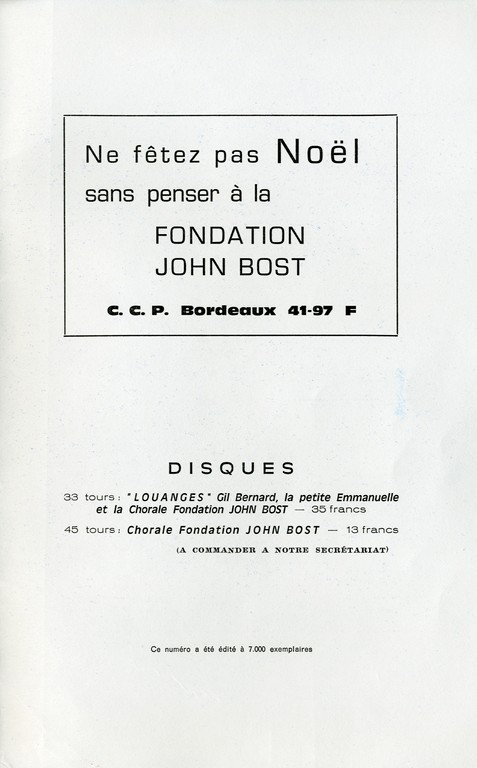 Ne fêtez pas Noël
sans penser à la
FONDATION
JOHN BOST
C. C. P. Bordeaux 41-97 F
DISQUES
33 tours : "LOUANGES" Gil Bernard, la petite Emmanuelle
et la Chorale Fondation JOHN BOST — 35 francs
45 tours : Chorale Fondation JOHN BOST — 13 francs
(A COMMANDER A NOTRE SECRÉTARIAT)
Ce numéro a été édité à 7.000 exemplaires